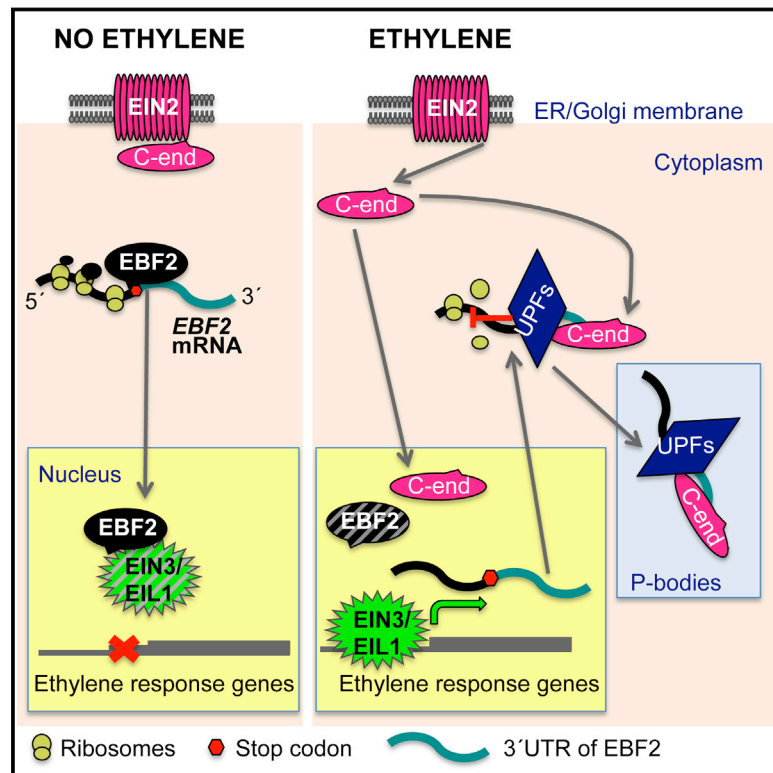 NO ETHYLENE
EIN2
C-end
EBF2
5´
3´
EBF2
mRNA
Nucleus
EBF2
EIN3/
EIL1
Ethylene response genes
ETHYLENE
EIN2
ER/Golgi membrane
Cytoplasm
C-end
UPFs
C-end
UPFs
C-end
P-bodies
C-end
EBF2
EIN3/
EIL1
Ethylene response genes
Ribosomes
Stop codon
3´UTR of EBF2